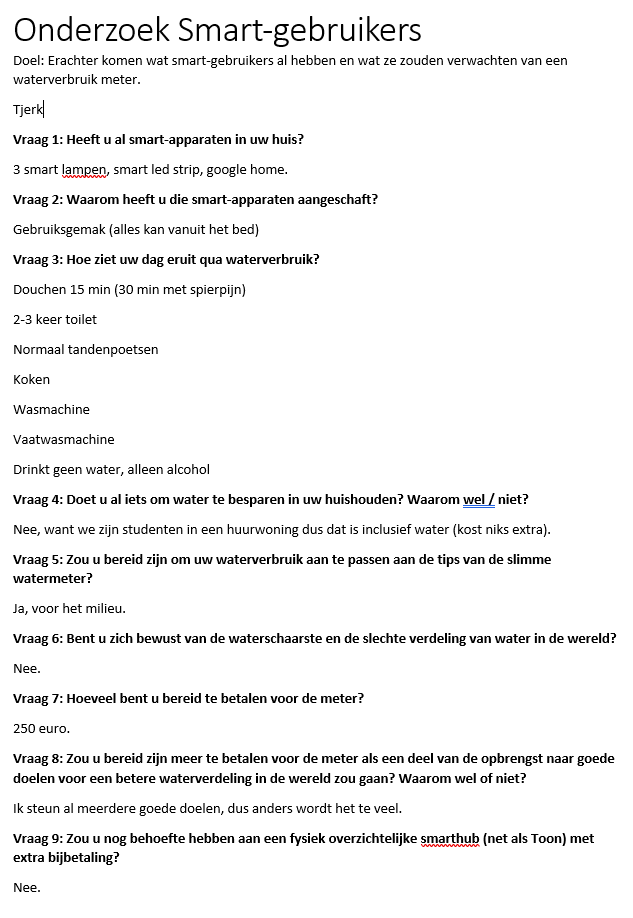 Onderzoek Smart-gebruikers
Doel: Erachter komen wat smart-gebruikers al hebben en wat ze zouden verwachten van een
waterverbruik meter.
Tjerk
Vraag 1: Heeft u al smart-apparaten in uw huis?
3 smart lampen, smart led strip, google home.
Vraag 2: Waarom heeft u die smart-apparaten aangeschaft?
Gebruiksgemak (alles kan vanuit het bed)
Vraag 3: Hoe ziet uw dag eruit qua waterverbruik?
Douchen 15 min (30 min met spierpijn)
2-3 keer toilet
Normaal tandenpoetsen
Koken
Wasmachine
Vaatwasmachine
Drinkt geen water, alleen alcohol
Vraag 4: Doet u al iets om water te besparen in uw huishouden? Waarom wel / niet?
Nee, want we zijn studenten in een huurwoning dus dat is inclusief water (kost niks extra).
Vraag 5: Zou u bereid zijn om uw waterverbruik aan te passen aan de tips van de slimme
watermeter?
Ja, voor het milieu.
Vraag 6: Bent u zich bewust van de waterschaarste en de slechte verdeling van water in de wereld?
Nee.
Vraag 7: Hoeveel bent u bereid te betalen voor de meter?
250 euro.
Vraag 8: Zou u bereid zijn meer te betalen voor de meter als een deel van de opbrengst naar goede
doelen voor een betere waterverdeling in de wereld zou gaan? Waarom wel of niet?
Ik steun al meerdere goede doelen, dus anders wordt het te veel.
Vraag 9: Zou u nog behoefte hebben aan een fysiek overzichtelijke smarthub (net als Toon) met
extra bijbetaling?
Nee.